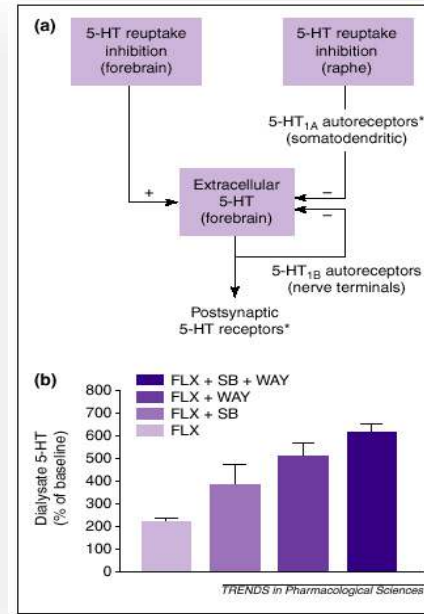 (a)
5-HT reuptake
inhibition
(forebrain)
5-HT reuptake
inhibition
(raphe)
5-HT1A autoreceptors*
(somatodendritic)
+
–
Extracellular
5-HT
(forebrain)
–
5-HT1B autoreceptors
(nerve terminals)
Postsynaptic
5-HT receptors*
(b)
FLX + SB + WAY
FLX + WAY
FLX + SB
FLX
Dialysate 5-HT
(% of baseline)
800
700
600
500
400
300
200
100
0
TRENDS in Pharmacological Sciences